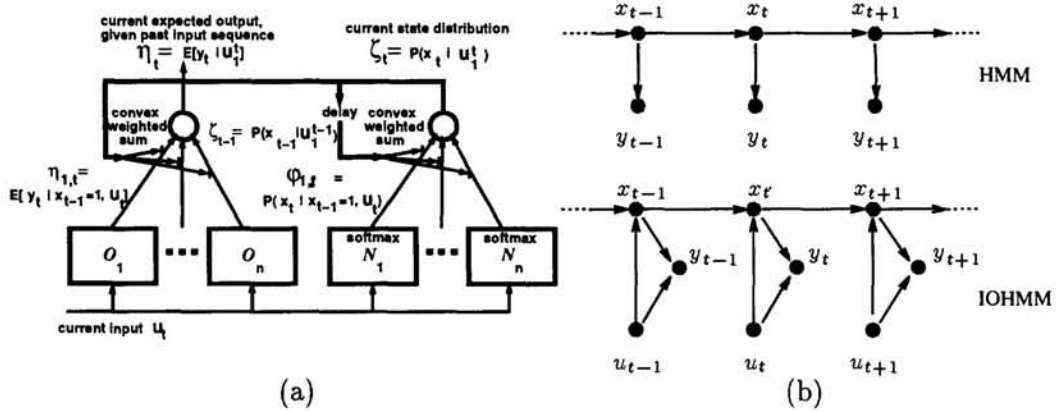 current expected output,
given past input sequence
η_t = E[y_t | u_1^t]
current state distribution
ζ_t = P(x_t | u_1^t)
delay
convex
weighted
sum
ζ_{t-1} = P(x_{t-1} | u_1^{t-1})
convex
weighted
sum
η_{1,t} =
E[ y_t | x_{t-1}=1, u_t]
φ_{1,t} =
P( x_t | x_{t-1}=1, u_t)
O_1
O_n
softmax
N_1
softmax
N_n
current input u_t
(a)
x_{t-1} x_t x_{t+1}
HMM
y_{t-1} y_t y_{t+1}
x_{t-1} x_t x_{t+1}
y_{t-1} y_t y_{t+1}
IOHMM
u_{t-1} u_t u_{t+1}
(b)